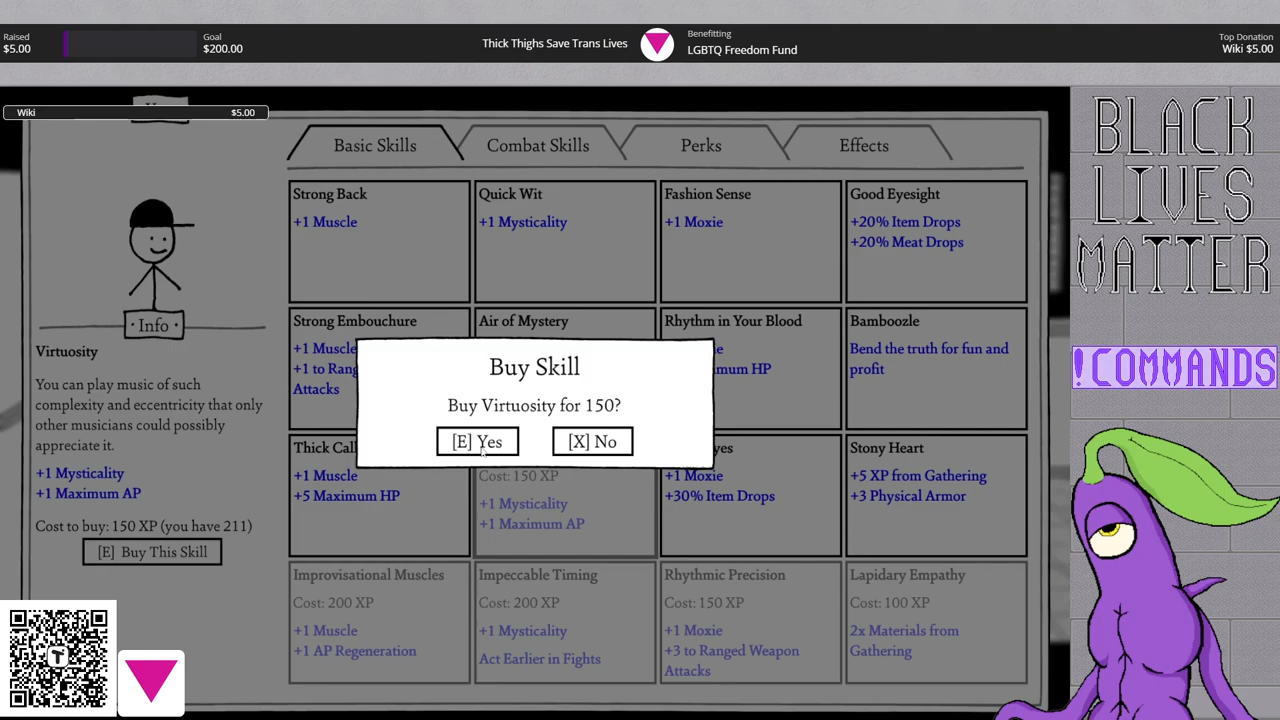 Raised
$5.00
Goal
$200.00
Thick Thighs Save Trans Lives
Benefitting
LGBTQ Freedom Fund
Top Donation
Wiki $5.00
Wiki $5.00
Basic Skills
Combat Skills
Perks
Effects
Strong Back
+1 Muscle
Quick Wit
+1 Mysticality
Fashion Sense
+1 Moxie
Good Eyesight
+20% Item Drops
+20% Meat Drops
· Info ·
Virtuosity
You can play music of such
complexity and eccentricity that only
other musicians could possibly
appreciate it.
+1 Mysticality
+1 Maximum AP
Cost to buy: 150 XP (you have 211)
[E] Buy This Skill
Strong Embouchure
+1 Muscle
+1 to
Attacks
Air of Mystery
Rhythm in Your Blood
HP
Bamboozle
Bend the truth for fun and
profit
Buy Skill
Buy Virtuosity for 150?
[E] Yes
[X] No
Thick
+1 Muscle
+5 Maximum HP
Cost: 150 XP
+1 Mysticality
+1 Maximum AP
+1 Moxie
+30% Item Drops
Stony Heart
+5 XP from Gathering
+3 Physical Armor
Improvisational Muscles
Cost: 200 XP
+1 Muscle
+1 AP Regeneration
Impeccable Timing
Cost: 200 XP
+1 Mysticality
Act Earlier in Fights
Rhythmic Precision
Cost: 150 XP
+1 Moxie
+3 to Ranged Weapon
Attacks
Lapidary Empathy
Cost: 100 XP
2x Materials from
Gathering
BLACK
LIVES
MATTER
!COMMANDS